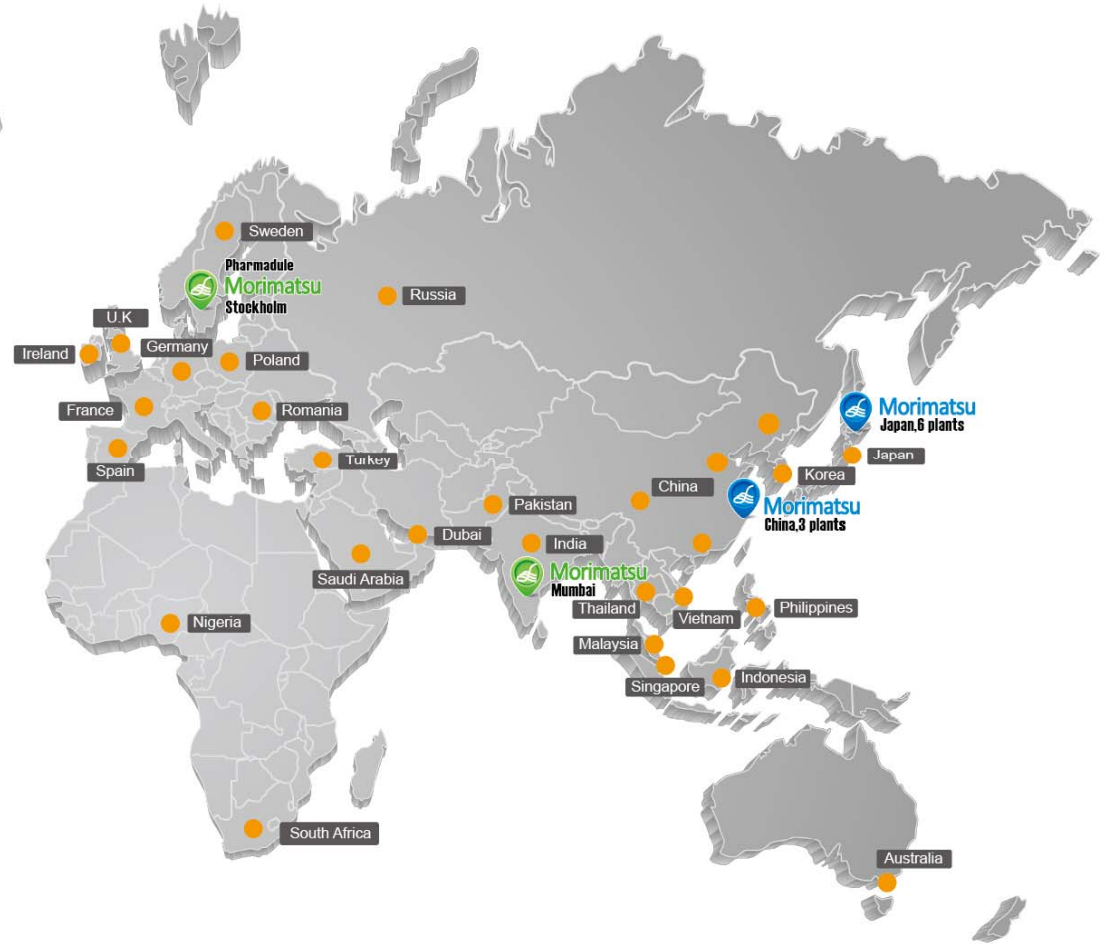 Sweden
Pharmadule
Morimatsu
Stockholm
Russia
U.K
Ireland
Germany
Poland
France
Romania
Spain
Turkey
Morimatsu
Japan,6 plants
Japan
Korea
China
Morimatsu
China,3 plants
Pakistan
Dubai
India
Saudi Arabia
Morimatsu
Mumbai
Thailand
Vietnam
Philippines
Nigeria
Malaysia
Singapore
Indonesia
South Africa
Australia